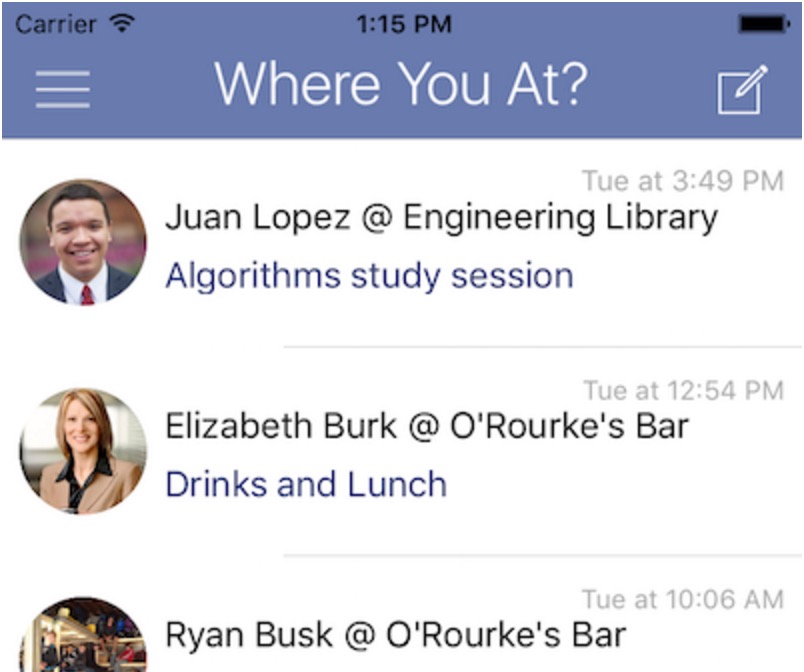 Carrier 1:15 PM
Where You At?
Tue at 3:49 PM
Juan Lopez @ Engineering Library
Algorithms study session
Tue at 12:54 PM
Elizabeth Burk @ O'Rourke's Bar
Drinks and Lunch
Tue at 10:06 AM
Ryan Busk @ O'Rourke's Bar